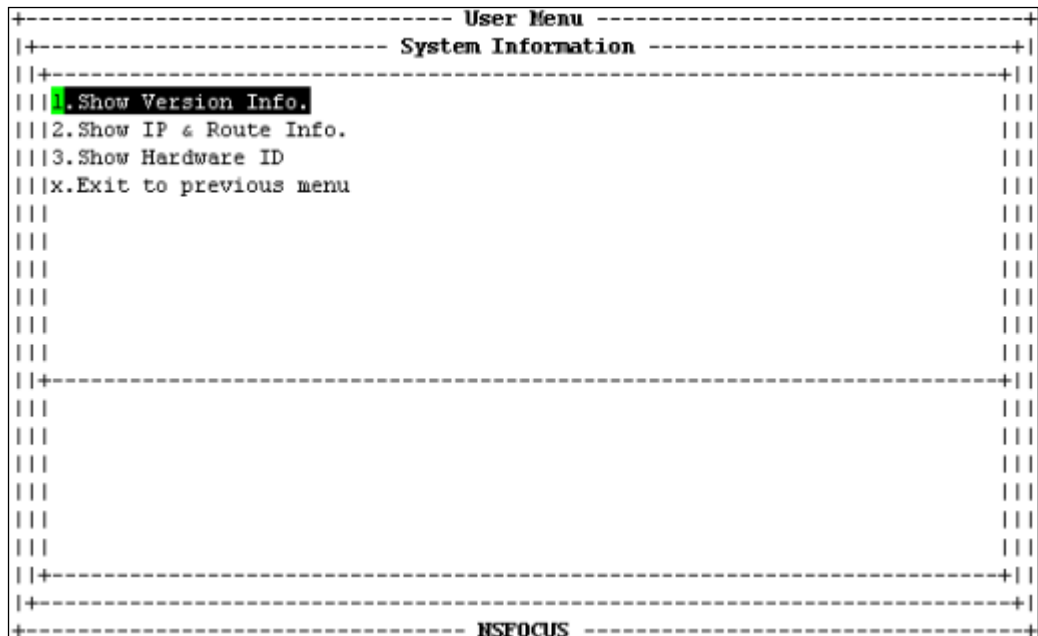 User Menu
System Information
1.Show Version Info.
2.Show IP & Route Info.
3.Show Hardware ID
x.Exit to previous menu
NSFOCUS